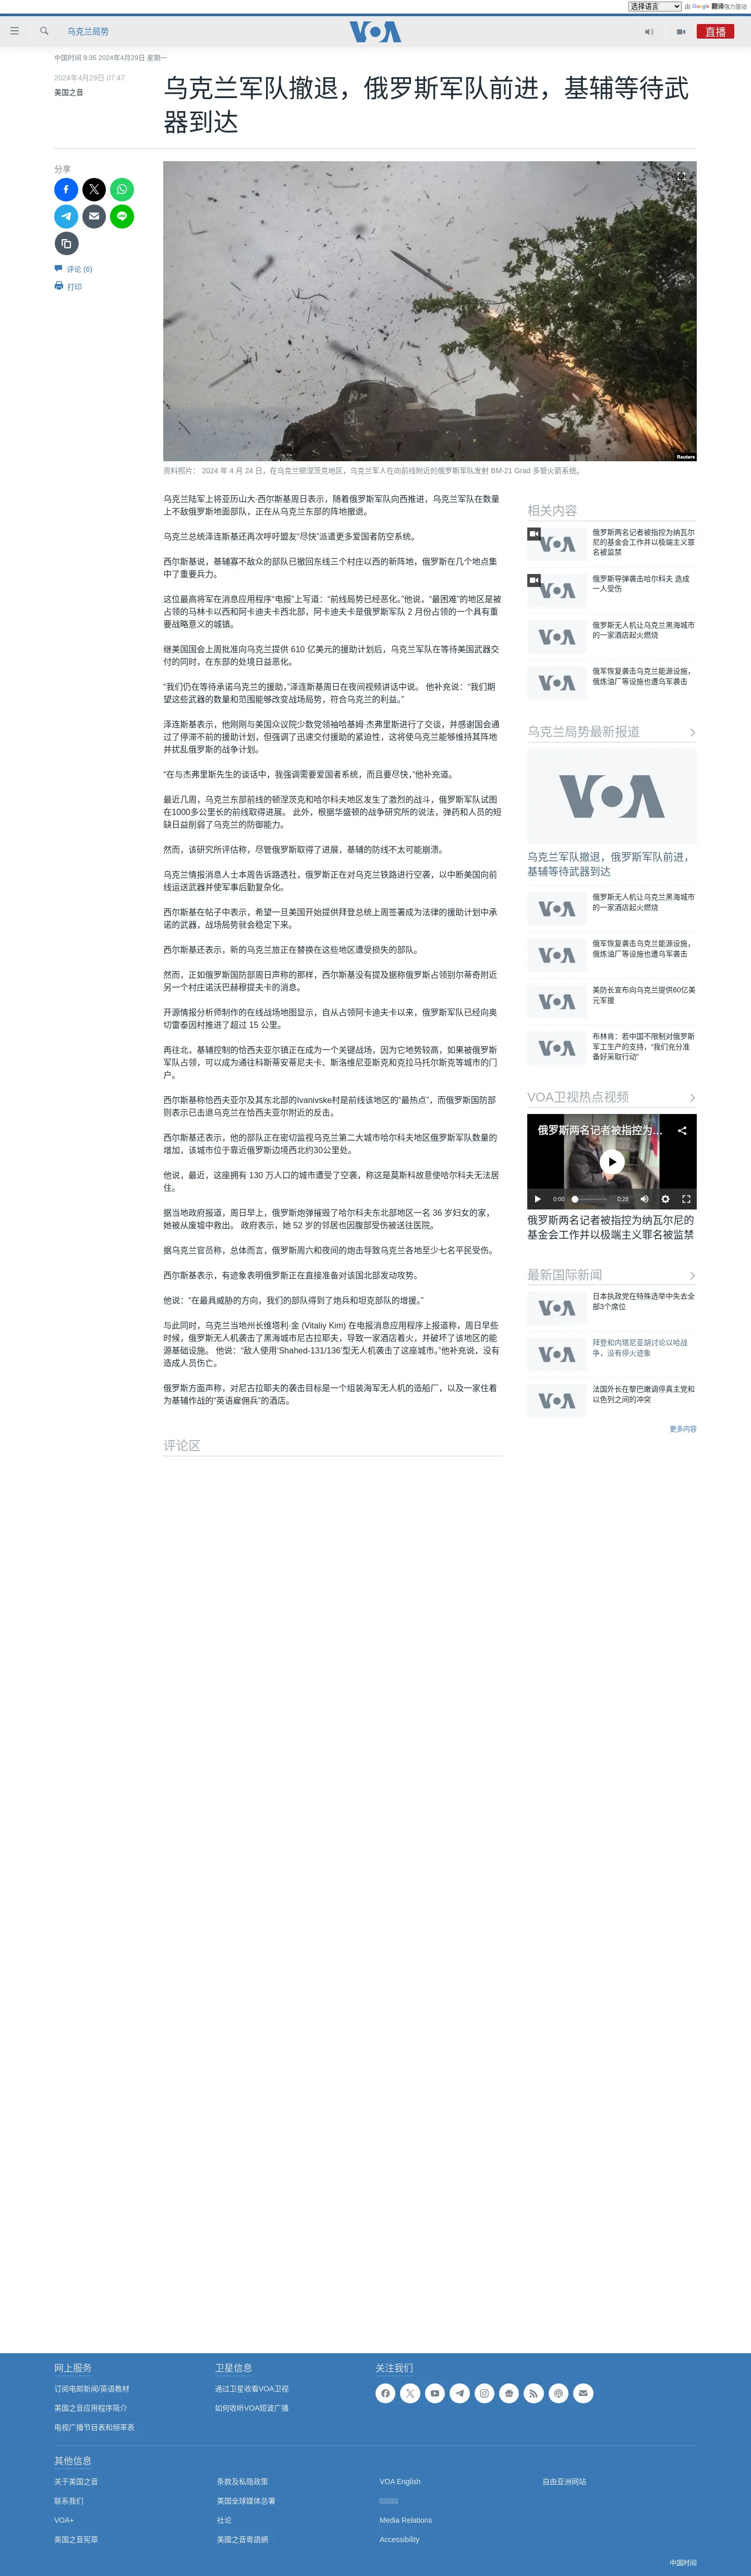 选择语言 由 Google 翻译强力驱动
乌克兰局势
VOA
直播
中国时间 9:35 2024年4月29日 星期一
2024年4月29日 07:47
美国之音
乌克兰军队撤退，俄罗斯军队前进，基辅等待武
器到达
分享
评论 (6)
打印
Reuters
资料照片： 2024 年 4 月 24 日，在乌克兰顿涅茨克地区，乌克兰军人在向前线附近的俄罗斯军队发射 BM-21 Grad 多管火箭系统。
乌克兰陆军上将亚历山大·西尔斯基周日表示，随着俄罗斯军队向西推进，乌克兰军队在数量
上不敌俄罗斯地面部队，正在从乌克兰东部的阵地撤退。
乌克兰总统泽连斯基还再次呼吁盟友“尽快”派遣更多爱国者防空系统。
西尔斯基说，基辅寡不敌众的部队已撤回东线三个村庄以西的新阵地，俄罗斯在几个地点集
中了重要兵力。
这位最高将军在消息应用程序“电报”上写道：“前线局势已经恶化。”他说，“最困难”的地区是被
占领的马林卡以西和阿卡迪夫卡西北部，阿卡迪夫卡是俄罗斯军队 2 月份占领的一个具有重
要战略意义的城镇。
继美国国会上周批准向乌克兰提供 610 亿美元的援助计划后，乌克兰军队在等待美国武器交
付的同时，在东部的处境日益恶化。
“我们仍在等待承诺乌克兰的援助，”泽连斯基周日在夜间视频讲话中说。 他补充说：“我们期
望这些武器的数量和范围能够改变战场局势，符合乌克兰的利益。”
泽连斯基表示，他刚刚与美国众议院少数党领袖哈基姆·杰弗里斯进行了交谈，并感谢国会通
过了停滞不前的援助计划，但强调了迅速交付援助的紧迫性，这将使乌克兰能够维持其阵地
并扰乱俄罗斯的战争计划。
“在与杰弗里斯先生的谈话中，我强调需要爱国者系统，而且要尽快，”他补充道。
最近几周，乌克兰东部前线的顿涅茨克和哈尔科夫地区发生了激烈的战斗，俄罗斯军队试图
在1000多公里长的前线取得进展。 此外，根据华盛顿的战争研究所的说法，弹药和人员的短
缺日益削弱了乌克兰的防御能力。
然而，该研究所评估称，尽管俄罗斯取得了进展，基辅的防线不太可能崩溃。
乌克兰情报消息人士本周告诉路透社，俄罗斯正在对乌克兰铁路进行空袭，以中断美国向前
线运送武器并使军事后勤复杂化。
西尔斯基在帖子中表示，希望一旦美国开始提供拜登总统上周签署成为法律的援助计划中承
诺的武器，战场局势就会稳定下来。
西尔斯基还表示，新的乌克兰旅正在替换在这些地区遭受损失的部队。
然而，正如俄罗斯国防部周日声称的那样，西尔斯基没有提及据称俄罗斯占领别尔蒂奇附近
另一个村庄诺沃巴赫穆提夫卡的消息。
开源情报分析师制作的在线战场地图显示，自从占领阿卡迪夫卡以来，俄罗斯军队已经向奥
切雷泰因村推进了超过 15 公里。
再往北，基辅控制的恰西夫亚尔镇正在成为一个关键战场，因为它地势较高，如果被俄罗斯
军队占领，可以成为通往科斯蒂安蒂尼夫卡、斯洛维尼亚斯克和克拉马托尔斯克等城市的门
户。
西尔斯基称恰西夫亚尔及其东北部的Ivanivske村是前线该地区的“最热点”，而俄罗斯国防部
则表示已击退乌克兰在恰西夫亚尔附近的反击。
西尔斯基还表示，他的部队正在密切监视乌克兰第二大城市哈尔科夫地区俄罗斯军队数量的
增加，该城市位于靠近俄罗斯边境西北约30公里处。
他说，最近，这座拥有 130 万人口的城市遭受了空袭，称这是莫斯科故意使哈尔科夫无法居
住。
据当地政府报道，周日早上，俄罗斯炮弹摧毁了哈尔科夫东北部地区一名 36 岁妇女的家，
她被从废墟中救出。 政府表示，她 52 岁的邻居也因腹部受伤被送往医院。
据乌克兰官员称，总体而言，俄罗斯周六和夜间的炮击导致乌克兰各地至少七名平民受伤。
西尔斯基表示，有迹象表明俄罗斯正在直接准备对该国北部发动攻势。
他说：“在最具威胁的方向，我们的部队得到了炮兵和坦克部队的增援。”
与此同时，乌克兰当地州长维塔利·金 (Vitaliy Kim) 在电报消息应用程序上报道称，周日早些
时候，俄罗斯无人机袭击了黑海城市尼古拉耶夫，导致一家酒店着火，并破坏了该地区的能
源基础设施。 他说：“敌人使用‘Shahed-131/136’型无人机袭击了这座城市。”他补充说，没有
造成人员伤亡。
俄罗斯方面声称，对尼古拉耶夫的袭击目标是一个组装海军无人机的造船厂，以及一家住着
为基辅作战的“英语雇佣兵”的酒店。
评论区
相关内容
俄罗斯两名记者被指控为纳瓦尔
尼的基金会工作并以极端主义罪
名被监禁
俄罗斯导弹袭击哈尔科夫 造成
一人受伤
俄罗斯无人机让乌克兰黑海城市
的一家酒店起火燃烧
俄军恢复袭击乌克兰能源设施，
俄炼油厂等设施也遭乌军袭击
乌克兰局势最新报道
VOA
乌克兰军队撤退，俄罗斯军队前进，
基辅等待武器到达
俄罗斯无人机让乌克兰黑海城市
的一家酒店起火燃烧
俄军恢复袭击乌克兰能源设施，
俄炼油厂等设施也遭乌军袭击
美防长宣布向乌克兰提供60亿美
元军援
布林肯：若中国不限制对俄罗斯
军工生产的支持，“我们充分准
备好采取行动”
VOA卫视热点视频
俄罗斯两名记者被指控为...
0:00 0:28
俄罗斯两名记者被指控为纳瓦尔尼的
基金会工作并以极端主义罪名被监禁
最新国际新闻
日本执政党在特殊选举中失去全
部3个席位
拜登和内塔尼亚胡讨论以哈战
争，没有停火迹象
法国外长在黎巴嫩调停真主党和
以色列之间的冲突
更多内容
网上服务
订阅电邮新闻/英语教材
美国之音应用程序简介
电视广播节目表和频率表
卫星信息
通过卫星收看VOA卫视
如何收听VOA短波广播
关注我们
其他信息
关于美国之音
联系我们
VOA+
美国之音宪章
条款及私隐政策
美国全球媒体总署
社论
美國之音粵語網
VOA English
Media Relations
Accessibility
自由亚洲网站
中国时间